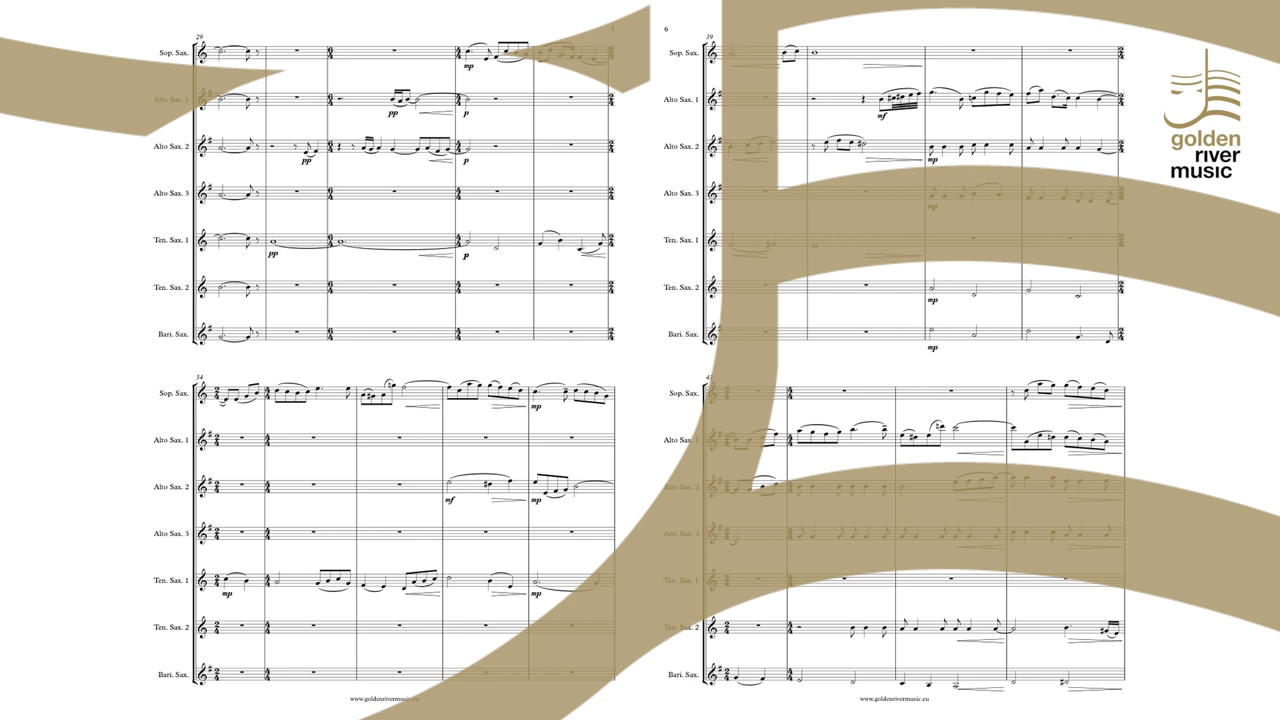 29
5
Sop. Sax.
mp
Alto Sax. 1
pp
p
Alto Sax. 2
pp
p
Alto Sax. 3
Ten. Sax. 1
pp
p
Ten. Sax. 2
Bari. Sax.
34
Sop. Sax.
mp
Alto Sax. 1
Alto Sax. 2
mf
mp
Alto Sax. 3
Ten. Sax. 1
mp
mp
Ten. Sax. 2
Bari. Sax.
www.goldenrivermusic.eu
6
39
Sop. Sax.
Alto Sax. 1
mf
Alto Sax. 2
mp
Alto Sax. 3
mp
Ten. Sax. 1
Ten. Sax. 2
mp
Bari. Sax.
mp
Sop. Sax.
Alto Sax. 1
Alto Sax. 2
Alto Sax. 3
Ten. Sax. 1
Ten. Sax. 2
Bari. Sax.
www.goldenrivermusic.eu
golden
river
music